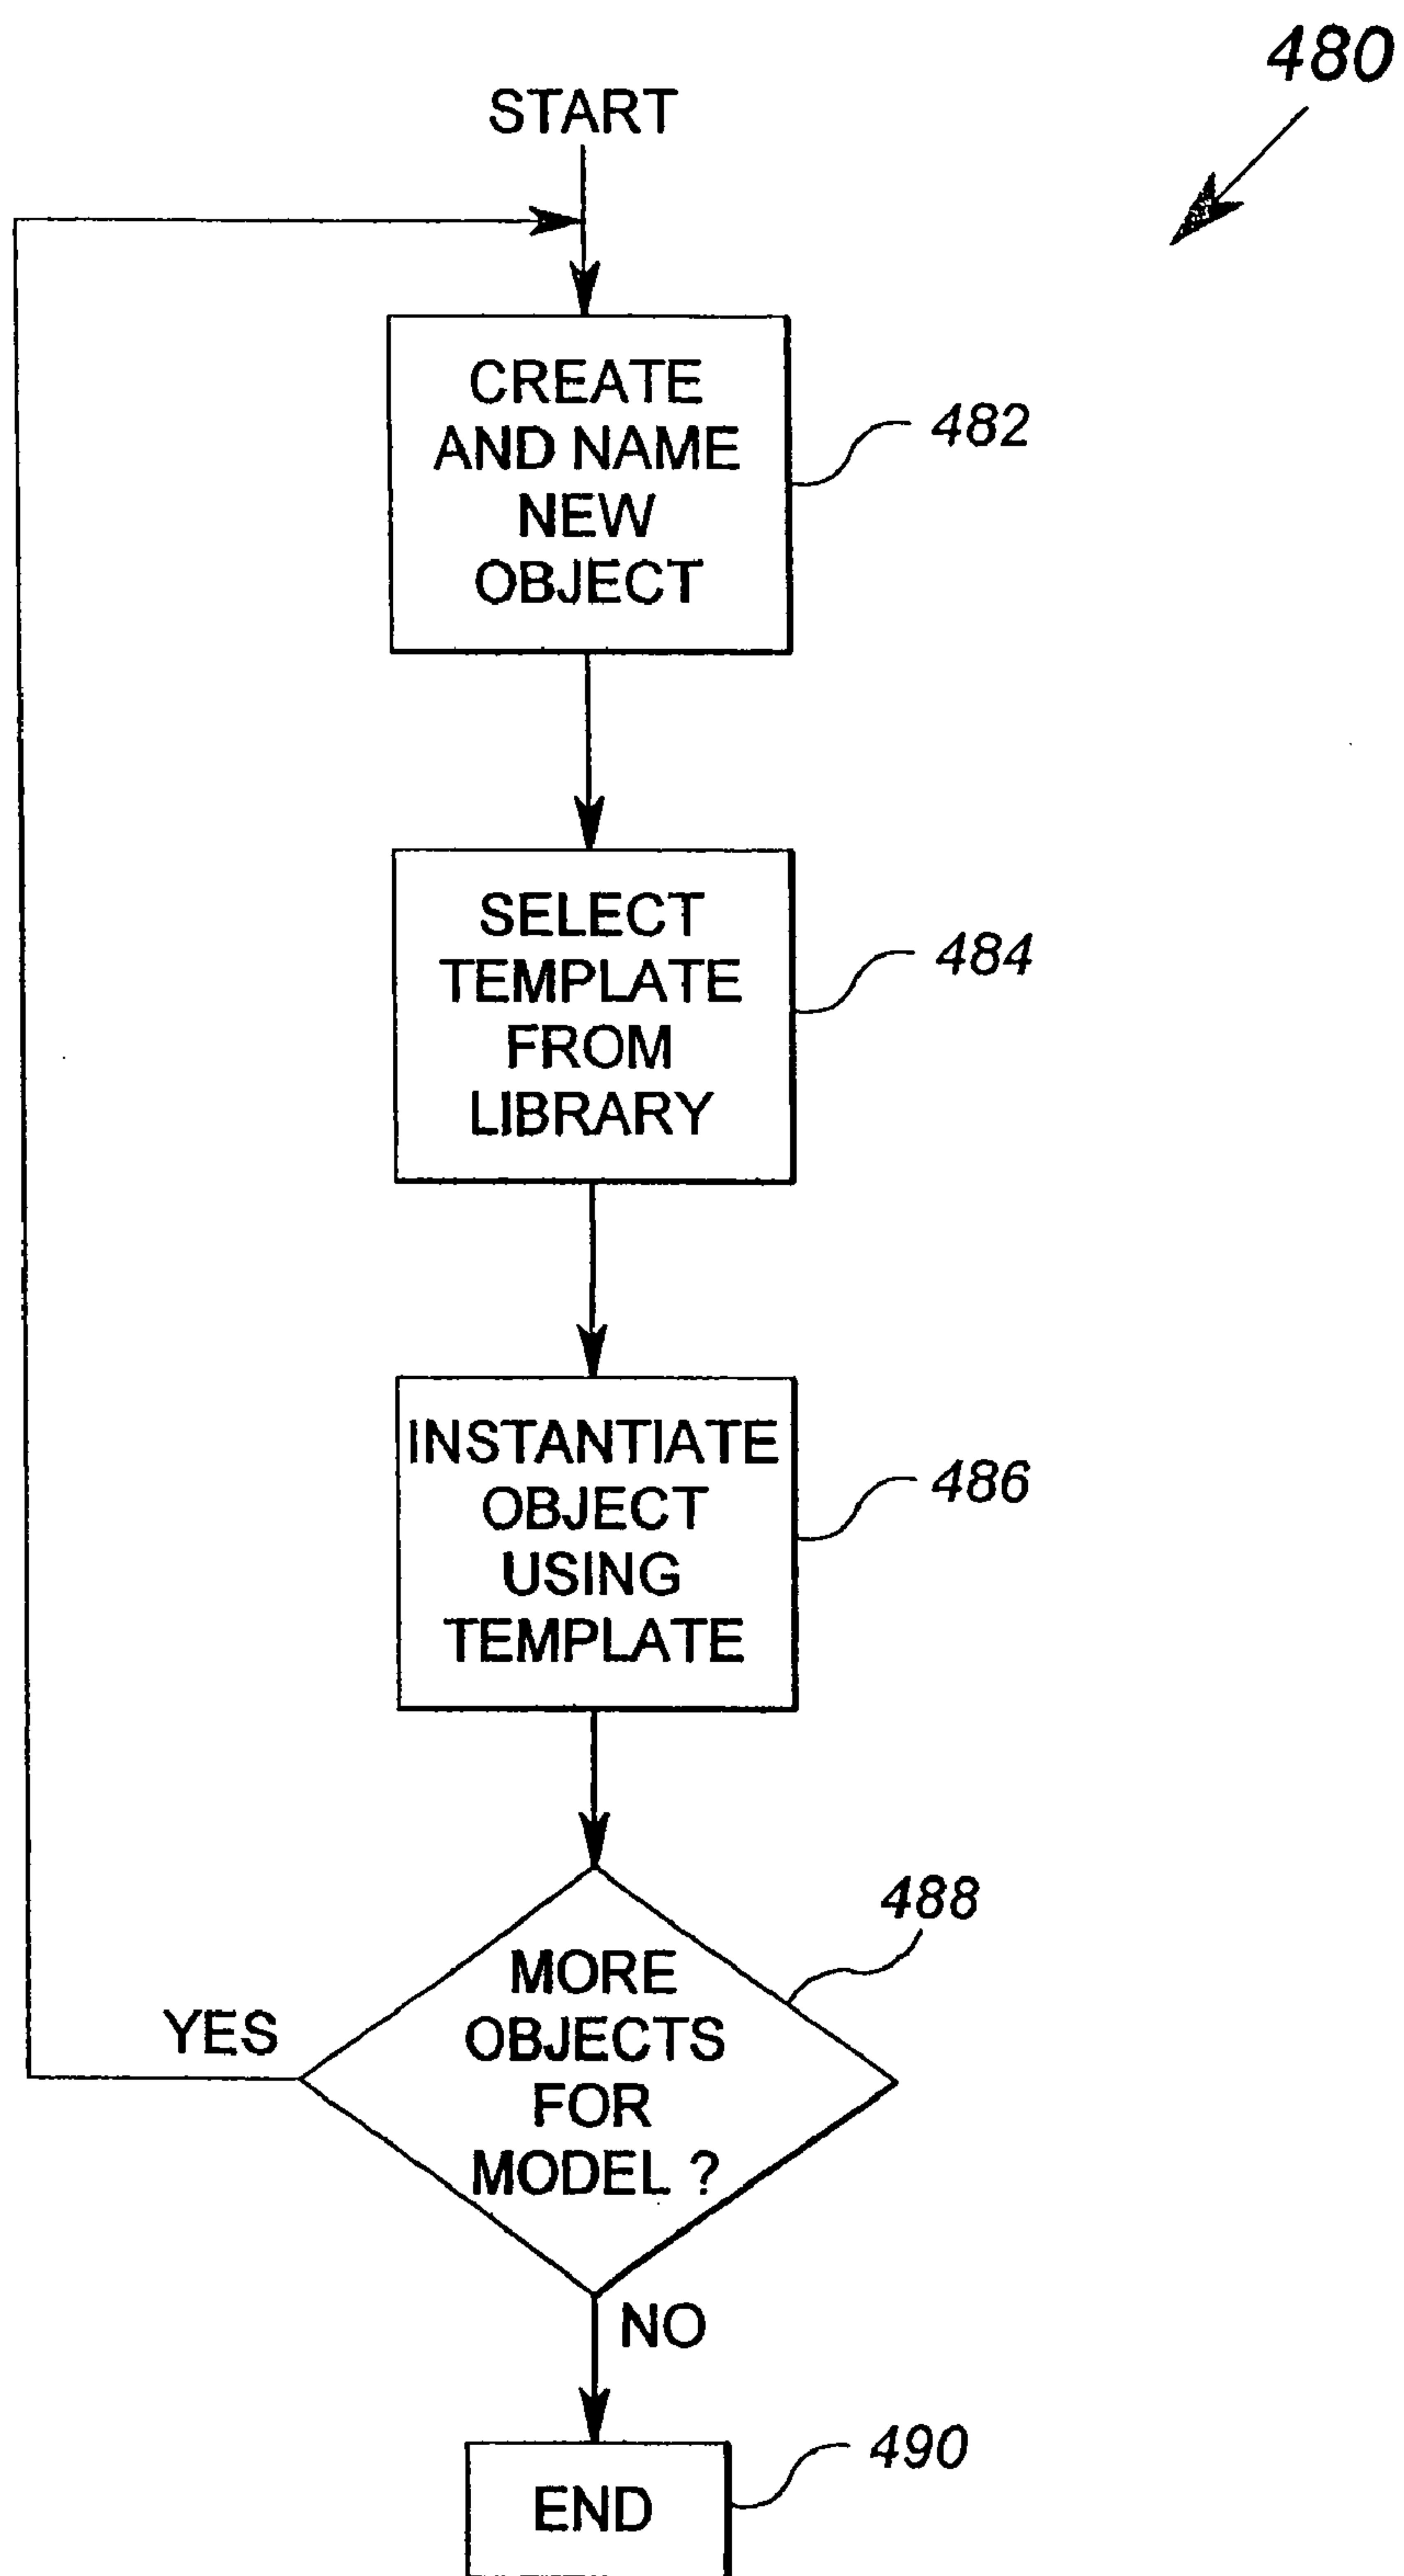 480
START
CREATE
AND NAME
NEW
OBJECT
482
SELECT
TEMPLATE
FROM
LIBRARY
484
INSTANTIATE
OBJECT
USING
TEMPLATE
486
488
MORE
OBJECTS
FOR
MODEL ?
YES
NO
490
END